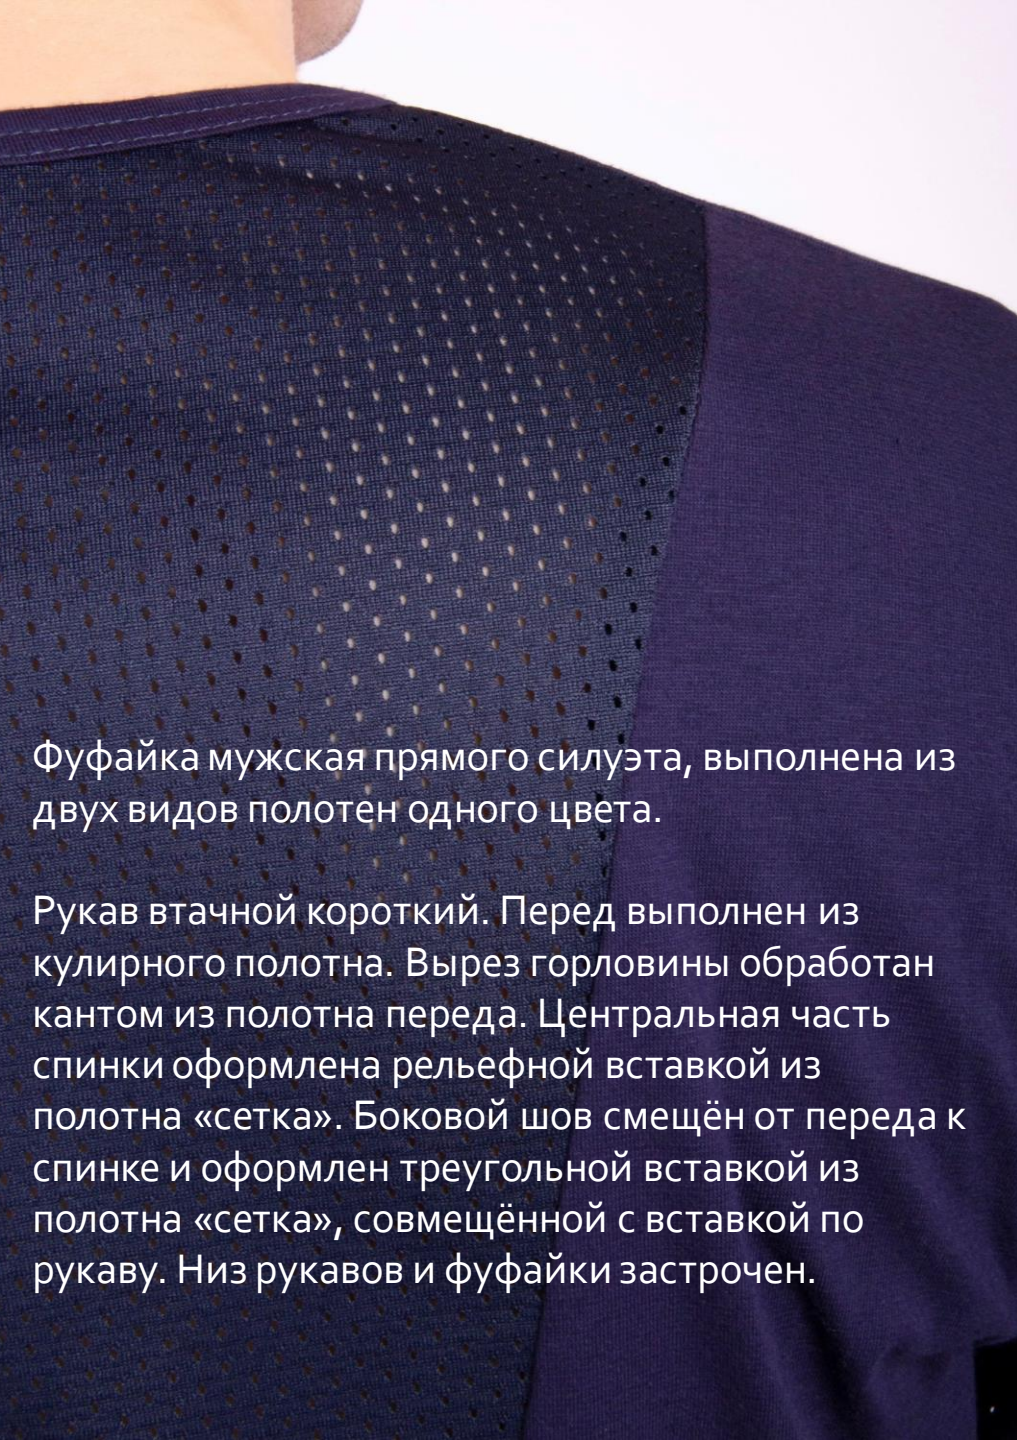 Фуфайка мужская прямого силуэта, выполнена из
двух видов полотен одного цвета.
Рукав втачной короткий. Перед выполнен из
кулирного полотна. Вырез горловины обработан
кантом из полотна переда. Центральная часть
спинки оформлена рельефной вставкой из
полотна «сетка». Боковой шов смещён от переда к
спинке и оформлен треугольной вставкой из
полотна «сетка», совмещённой с вставкой по
рукаву. Низ рукавов и фуфайки застрочен.